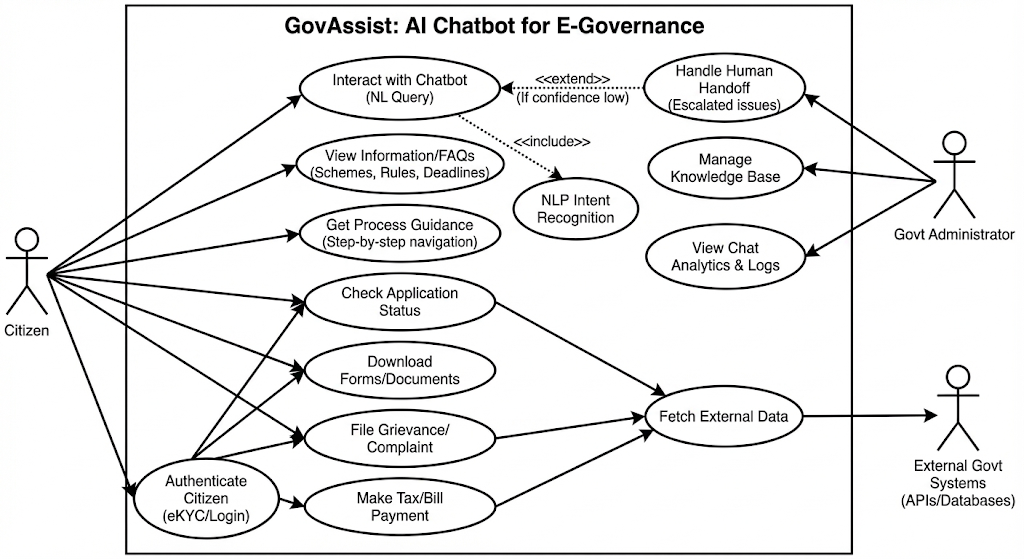 GovAssist: AI Chatbot for E-Governance
Interact with Chatbot
(NL Query)
<<extend>>
(If confidence low)
Handle Human
Handoff
(Escalated issues)
<<include>>
View Information/FAQs
(Schemes, Rules, Deadlines)
NLP Intent
Recognition
Manage
Knowledge Base
Govt Administrator
Get Process Guidance
(Step-by-step navigation)
View Chat
Analytics & Logs
Citizen
Check Application
Status
Download
Forms/Documents
File Grievance/
Complaint
Fetch External Data
External Govt
Systems
(APIs/Databases)
Authenticate
Citizen
(eKYC/Login)
Make Tax/Bill
Payment